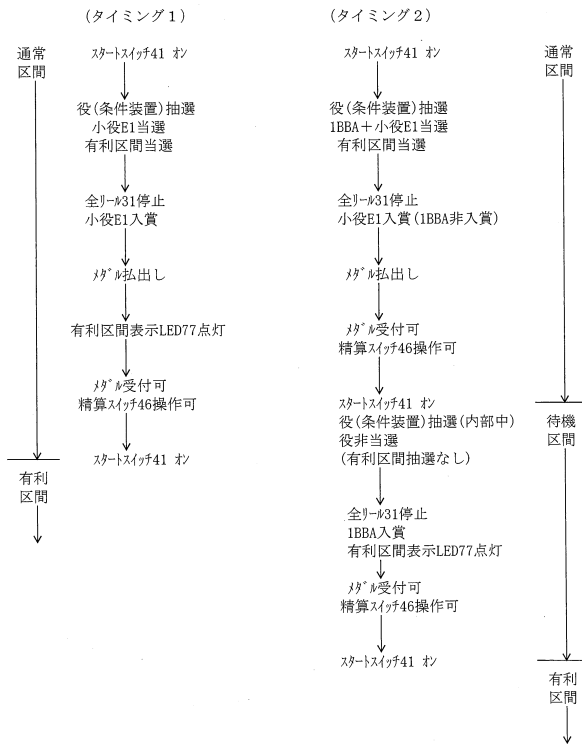 (タイミング1)
通常
区間
スタートスイッチ41 オン
役(条件装置)抽選
小役E1当選
有利区間当選
全リール31停止
小役E1入賞
メダル払出し
有利区間表示LED77点灯
メダル受付可
精算スイッチ46操作可
スタートスイッチ41 オン
有利
区間
(タイミング2)
スタートスイッチ41 オン
役(条件装置)抽選
1BBA+小役E1当選
有利区間当選
全リール31停止
小役E1入賞(1BBA非入賞)
メダル払出し
メダル受付可
精算スイッチ46操作可
スタートスイッチ41 オン
役(条件装置)抽選(内部中)
役非当選
(有利区間抽選なし)
全リール31停止
1BBA入賞
有利区間表示LED77点灯
メダル受付可
精算スイッチ46操作可
スタートスイッチ41 オン
通常
区間
待機
区間
有利
区間